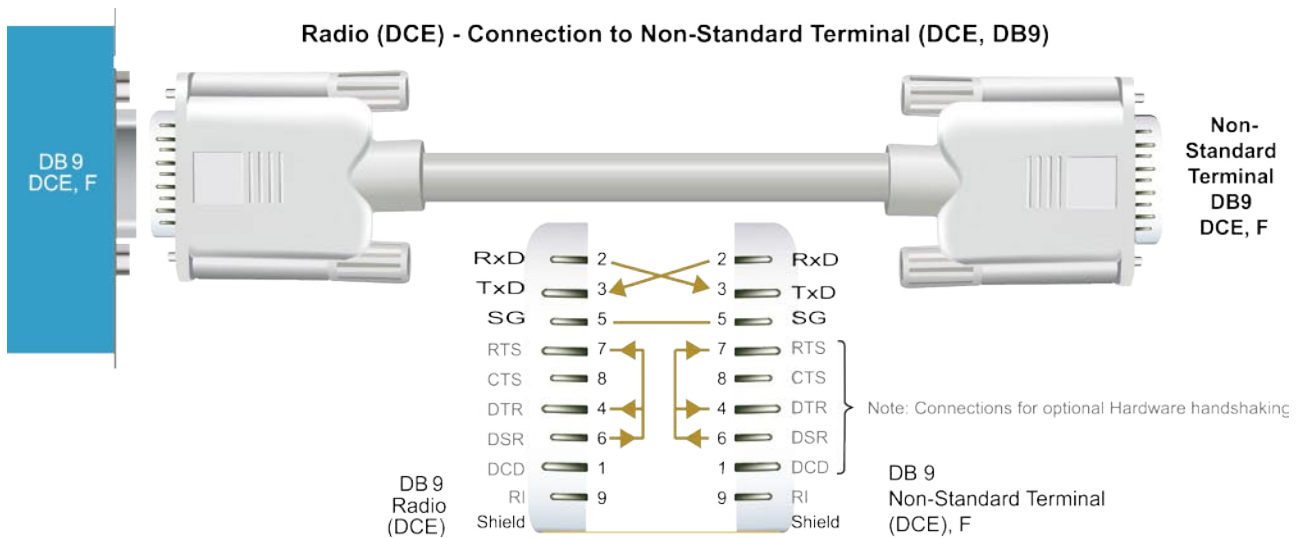 Radio (DCE) - Connection to Non-Standard Terminal (DCE, DB9)
DB 9
DCE, F
Non-
Standard
Terminal
DB9
DCE, F
RxD 2 2 RxD
TxD 3 3 TxD
SG 5 5 SG
RTS 7 7 RTS
CTS 8 8 CTS
DTR 4 4 DTR
Note: Connections for optional Hardware handshaking
DSR 6 6 DSR
DCD 1 1 DCD
RI 9 9 RI
Shield Shield
DB 9
Radio
(DCE)
DB 9
Non-Standard Terminal
(DCE), F